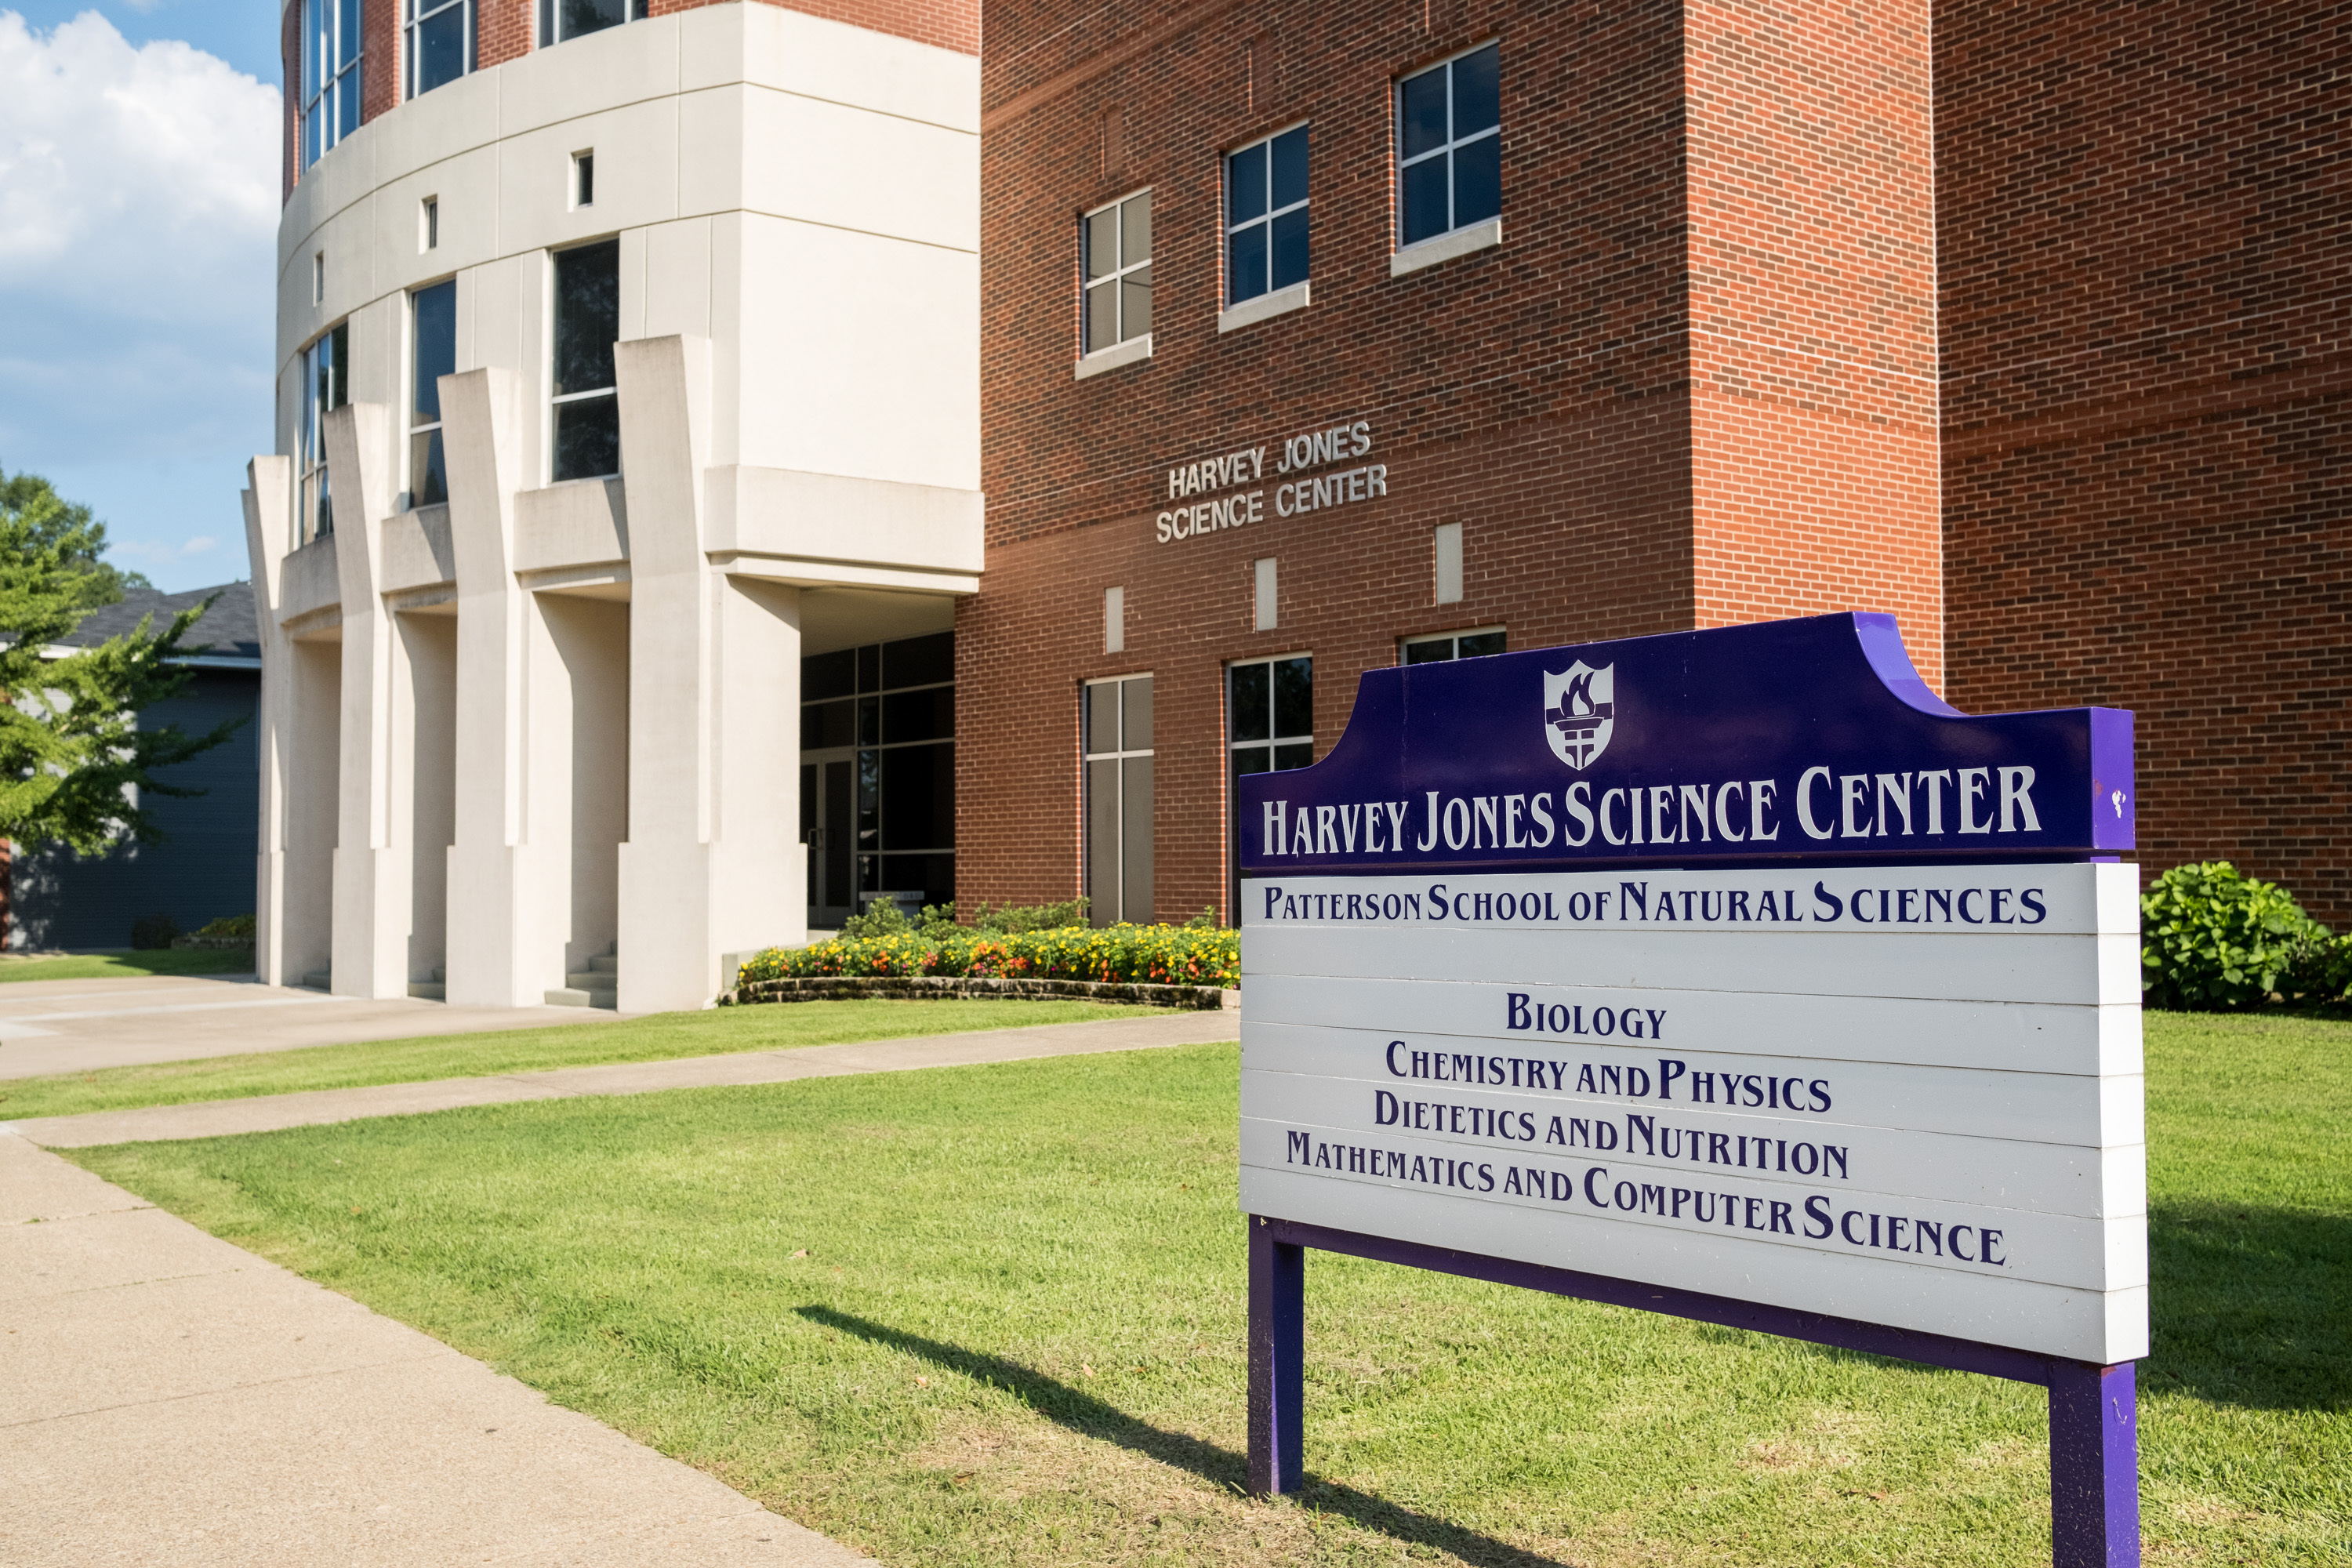 HARVEY JONES
SCIENCE CENTER
HARVEY JONES SCIENCE CENTER
PATTERSON SCHOOL OF NATURAL SCIENCES
BIOLOGY
CHEMISTRY AND PHYSICS
DIETETICS AND NUTRITION
MATHEMATICS AND COMPUTER SCIENCE